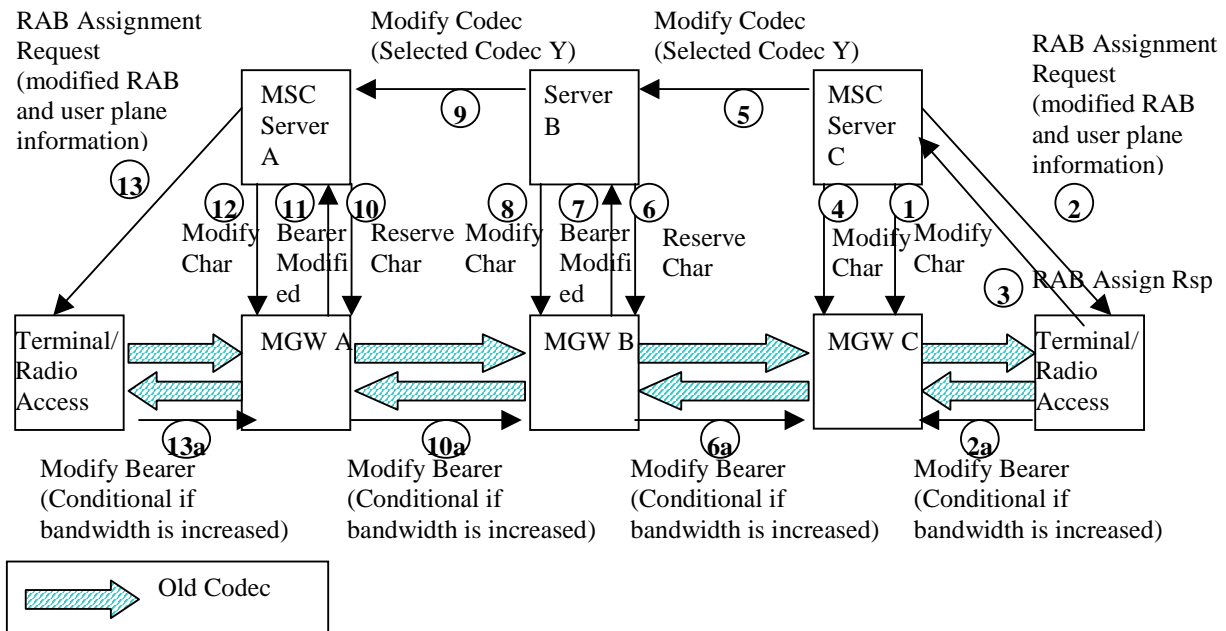 RAB Assignment
Request
(modified RAB
and user plane
information)
Modify Codec
(Selected Codec Y)
Modify Codec
(Selected Codec Y)
RAB Assignment
Request
(modified RAB
and user plane
information)
MSC
Server
A
9
Server
B
5
MSC
Server
C
13
12
11
10
8
7
6
4
1
2
Modify
Char
Bearer
Modifi
ed
Reserve
Char
Modify
Char
Bearer
Modifi
ed
Reserve
Char
Modify
Char
Modify
Char
3
RAB Assign Rsp
Terminal/
Radio
Access
MGW A
MGW B
MGW C
Terminal/
Radio
Access
13a
10a
6a
2a
Modify Bearer
(Conditional if
bandwidth is increased)
Modify Bearer
(Conditional if
bandwidth is increased)
Modify Bearer
(Conditional if
bandwidth is increased)
Modify Bearer
(Conditional if
bandwidth is increased)
Old Codec